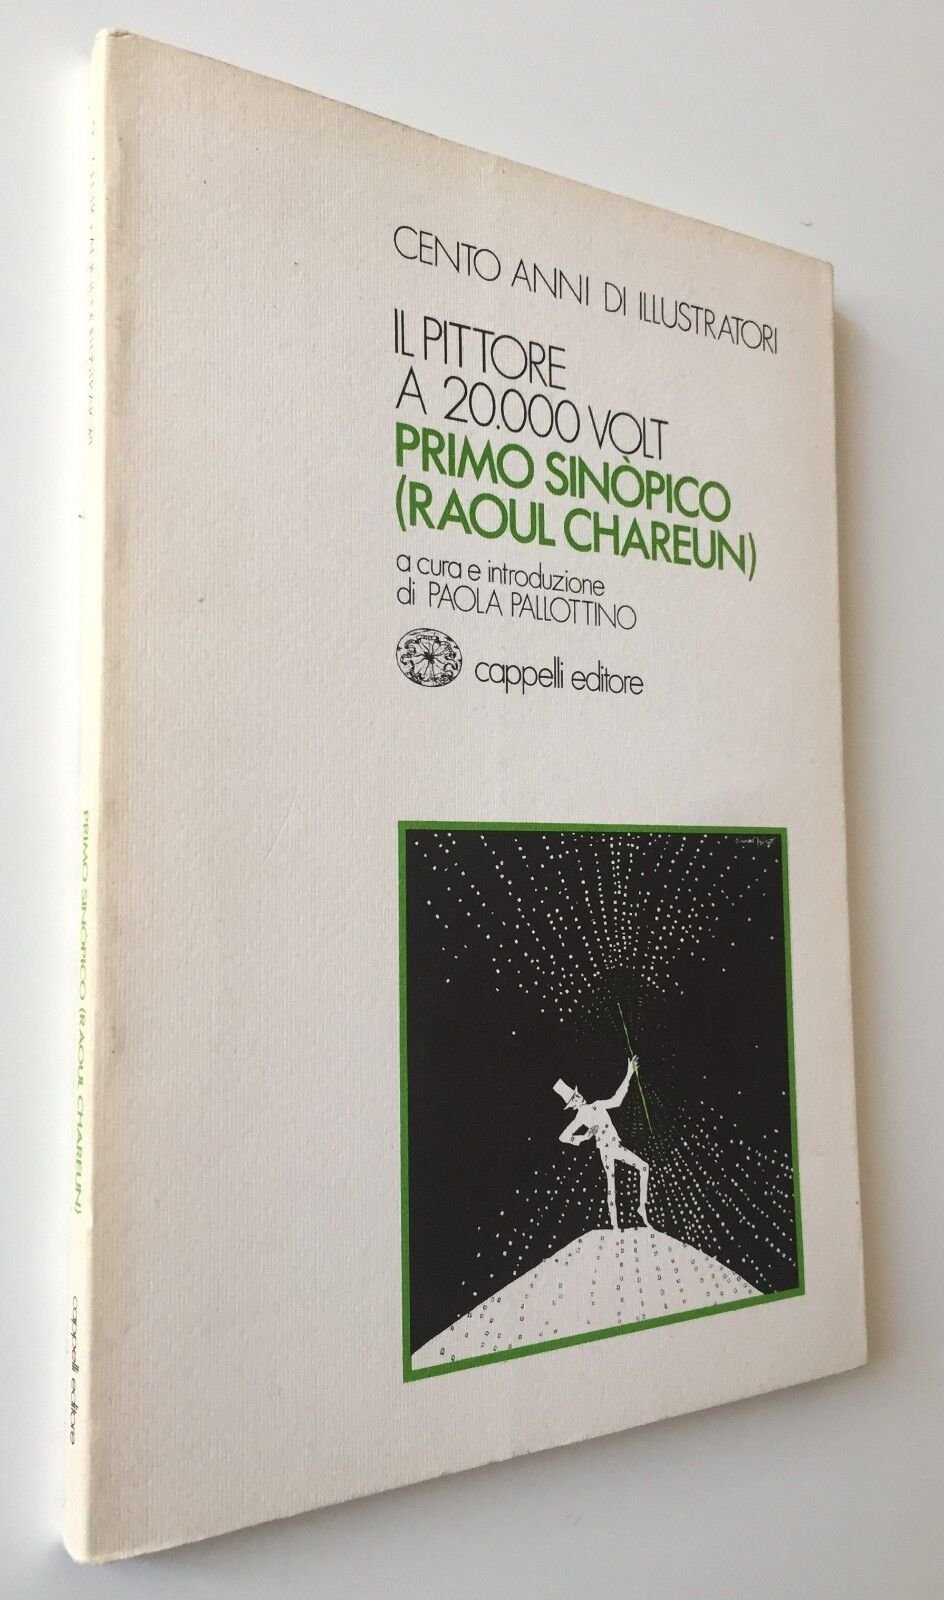 CENTO ANNI DI ILLUSTRATORI
IL PITTORE
A 20.000 VOLT
PRIMO SINÒPICO
(RAOUL CHAREUN)
a cura e introduzione
di PAOLA PALLOTTINO
cappelli editore
PRIMO SINÒPICO (RAOUL CHAREUN)
cappelli editore